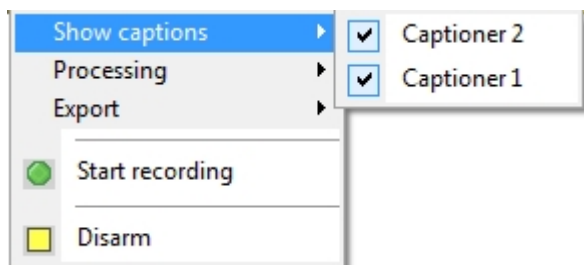 Show captions
Captioner 2
Captioner 1
Processing
Export
Start recording
Disarm